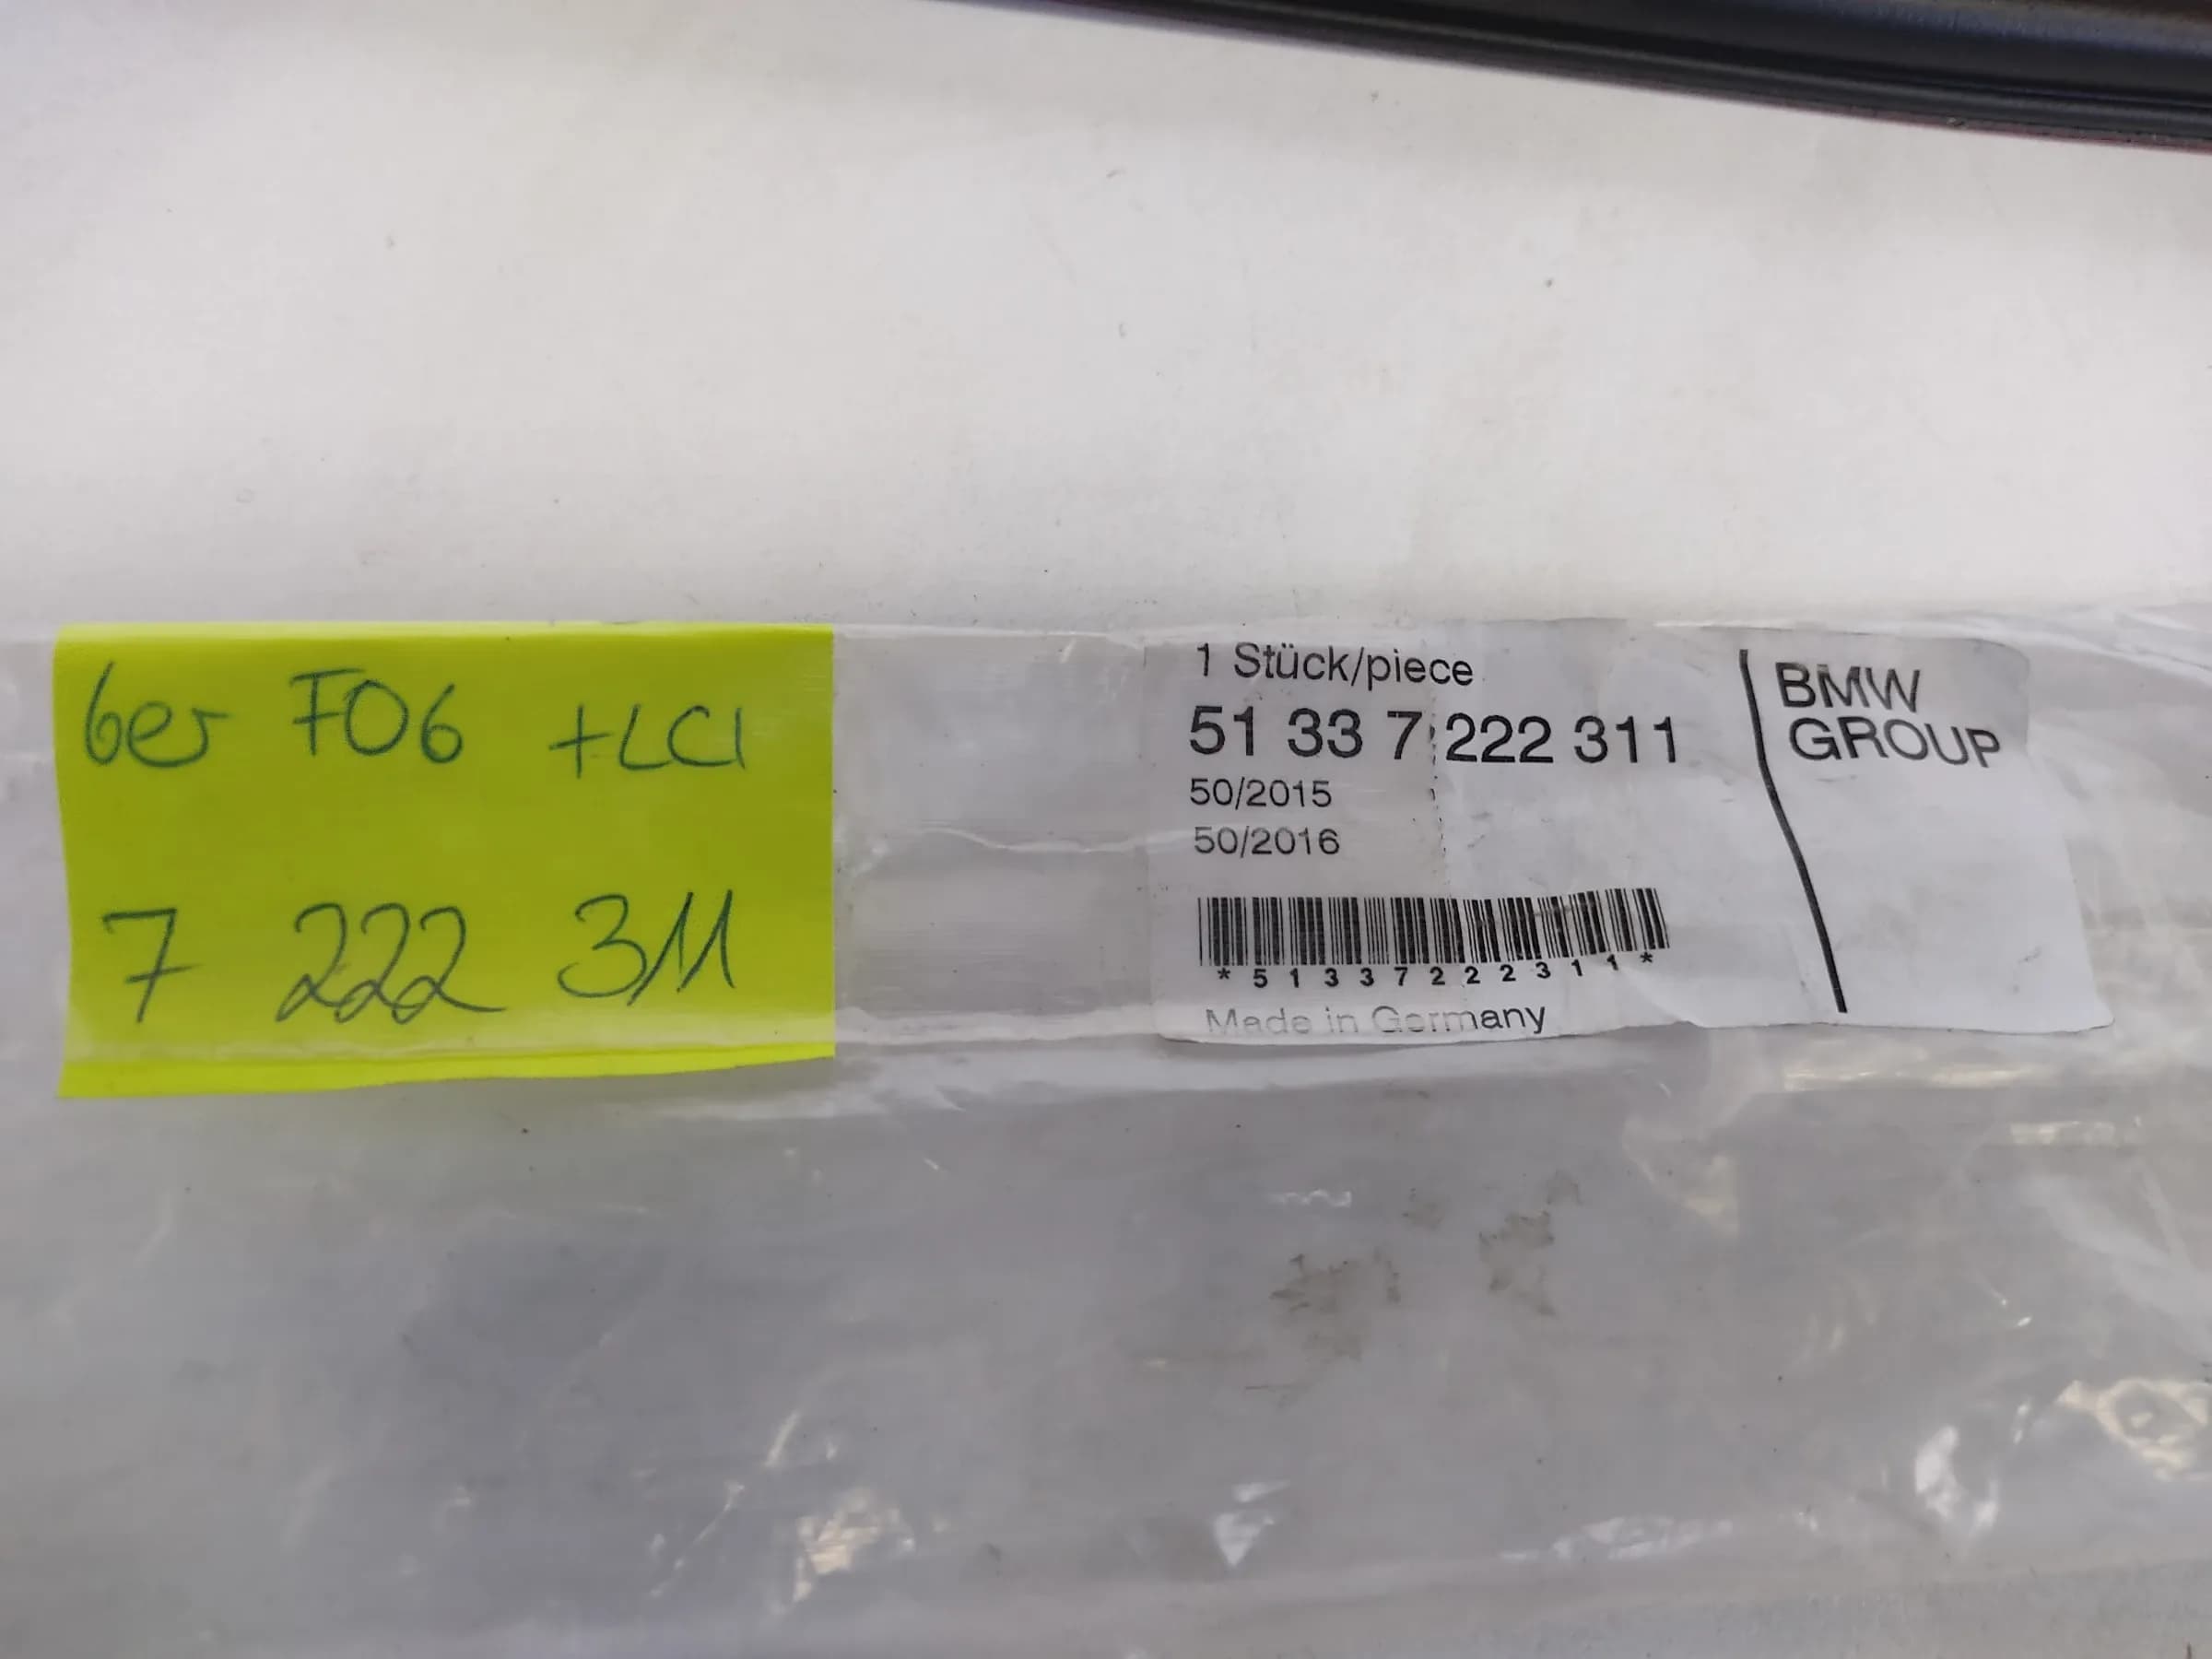 6er F06 +LCI
7 222 311
1 Stück/piece
51 33 7 222 311
50/2015
50/2016
*51337222311*
Made in Germany
BMW
GROUP